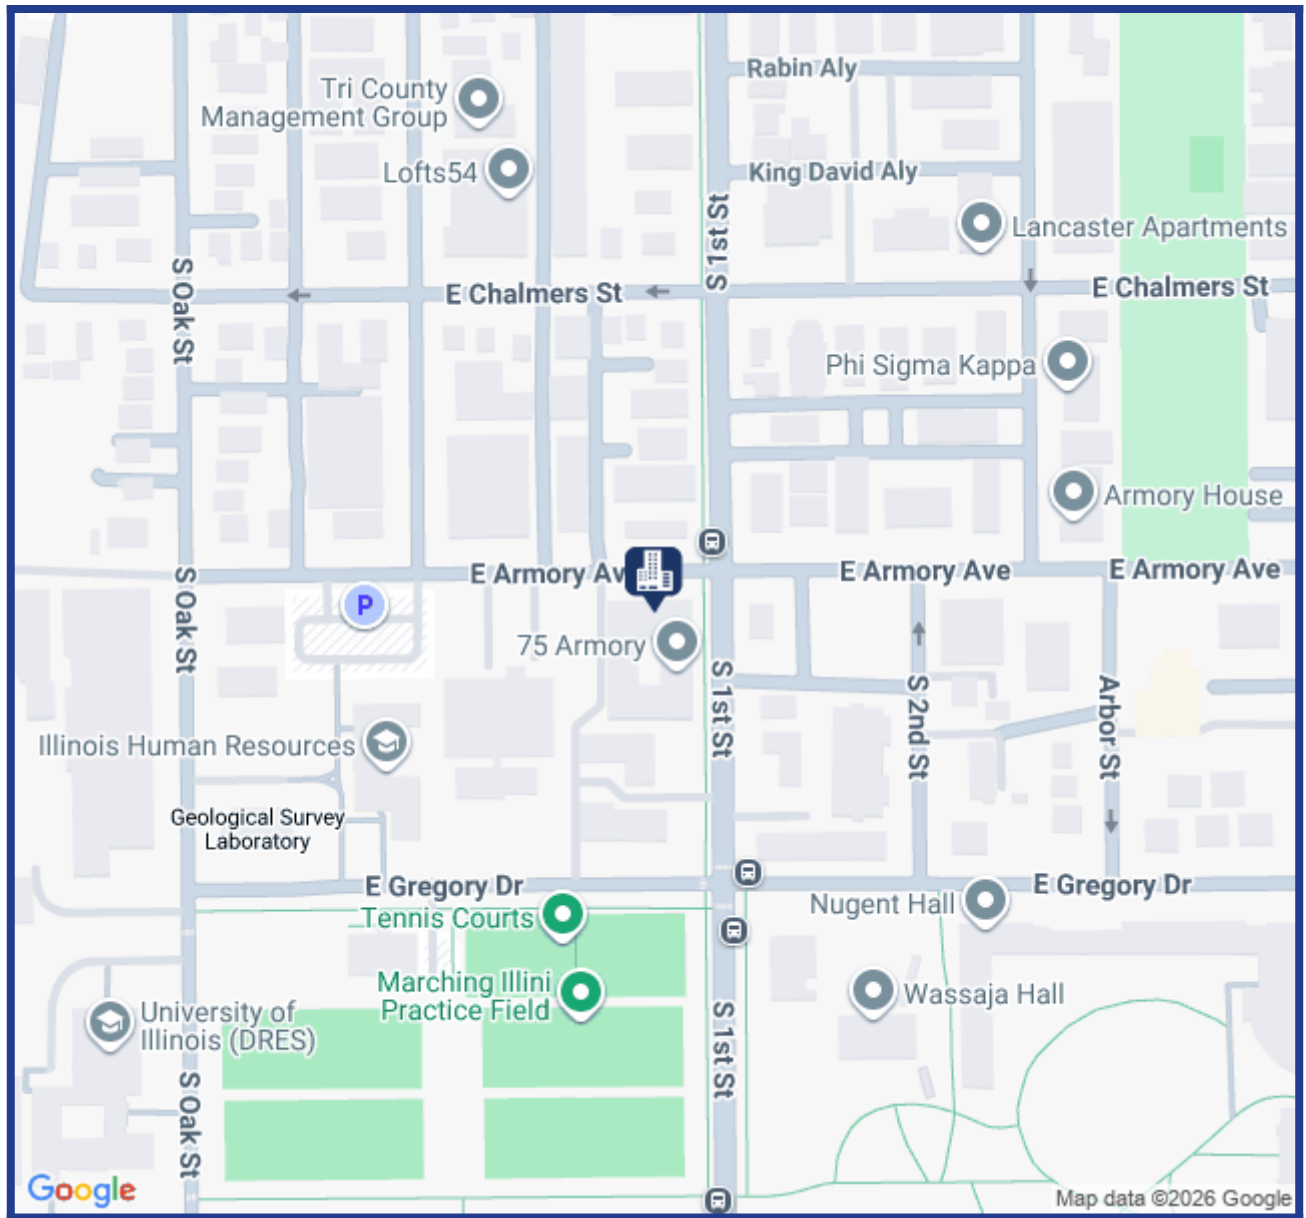 Rabin Aly
Tri County
Management Group
Lofts54
King David Aly
S 1st St
Lancaster Apartments
S Oak St
E Chalmers St
E Chalmers St
Phi Sigma Kappa
Armory House
E Armory Av
E Armory Ave
E Armory Ave
P
S Oak St
75 Armory
S 1st St
S 2nd St
Arbor St
Illinois Human Resources
Geological Survey
Laboratory
E Gregory Dr
E Gregory Dr
Nugent Hall
Tennis Courts
Marching Illini
Practice Field
Wassaja Hall
University of
Illinois (DRES)
S 1st St
S Oak St
Google
Map data ©2026 Google